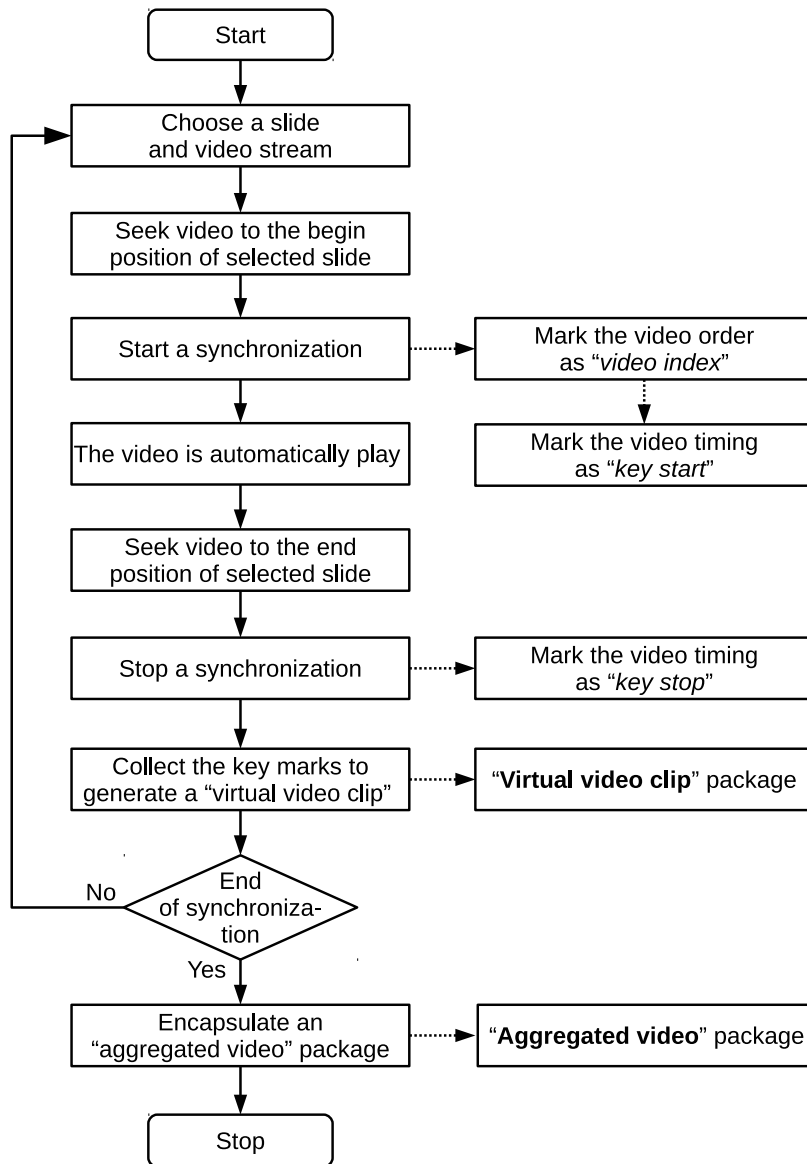 Start
Choose a slide
and video stream
Seek video to the begin
position of selected slide
Start a synchronization
Mark the video order
as “video index”
The video is automatically play
Mark the video timing
as “key start”
Seek video to the end
position of selected slide
Stop a synchronization
Mark the video timing
as “key stop”
Collect the key marks to
generate a “virtual video clip”
“Virtual video clip” package
No
End
of synchroniza-
tion
Yes
Encapsulate an
“aggregated video” package
“Aggregated video” package
Stop